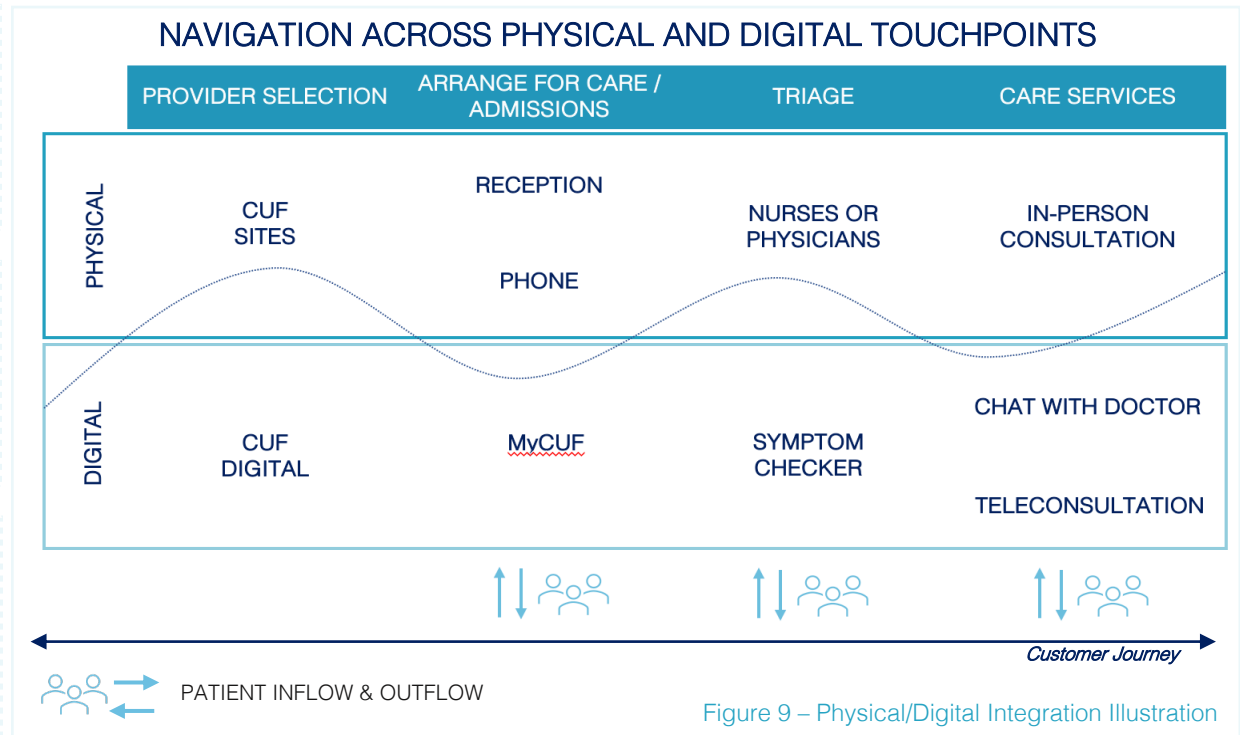 NAVIGATION ACROSS PHYSICAL AND DIGITAL TOUCHPOINTS
PROVIDER SELECTION
ARRANGE FOR CARE /
ADMISSIONS
TRIAGE
CARE SERVICES
PHYSICAL
CUF
SITES
RECEPTION
PHONE
NURSES OR
PHYSICIANS
IN-PERSON
CONSULTATION
DIGITAL
CUF
DIGITAL
MyCUF
SYMPTOM
CHECKER
CHAT WITH DOCTOR
TELECONSULTATION
Customer Journey
PATIENT INFLOW & OUTFLOW
Figure 9 – Physical/Digital Integration Illustration